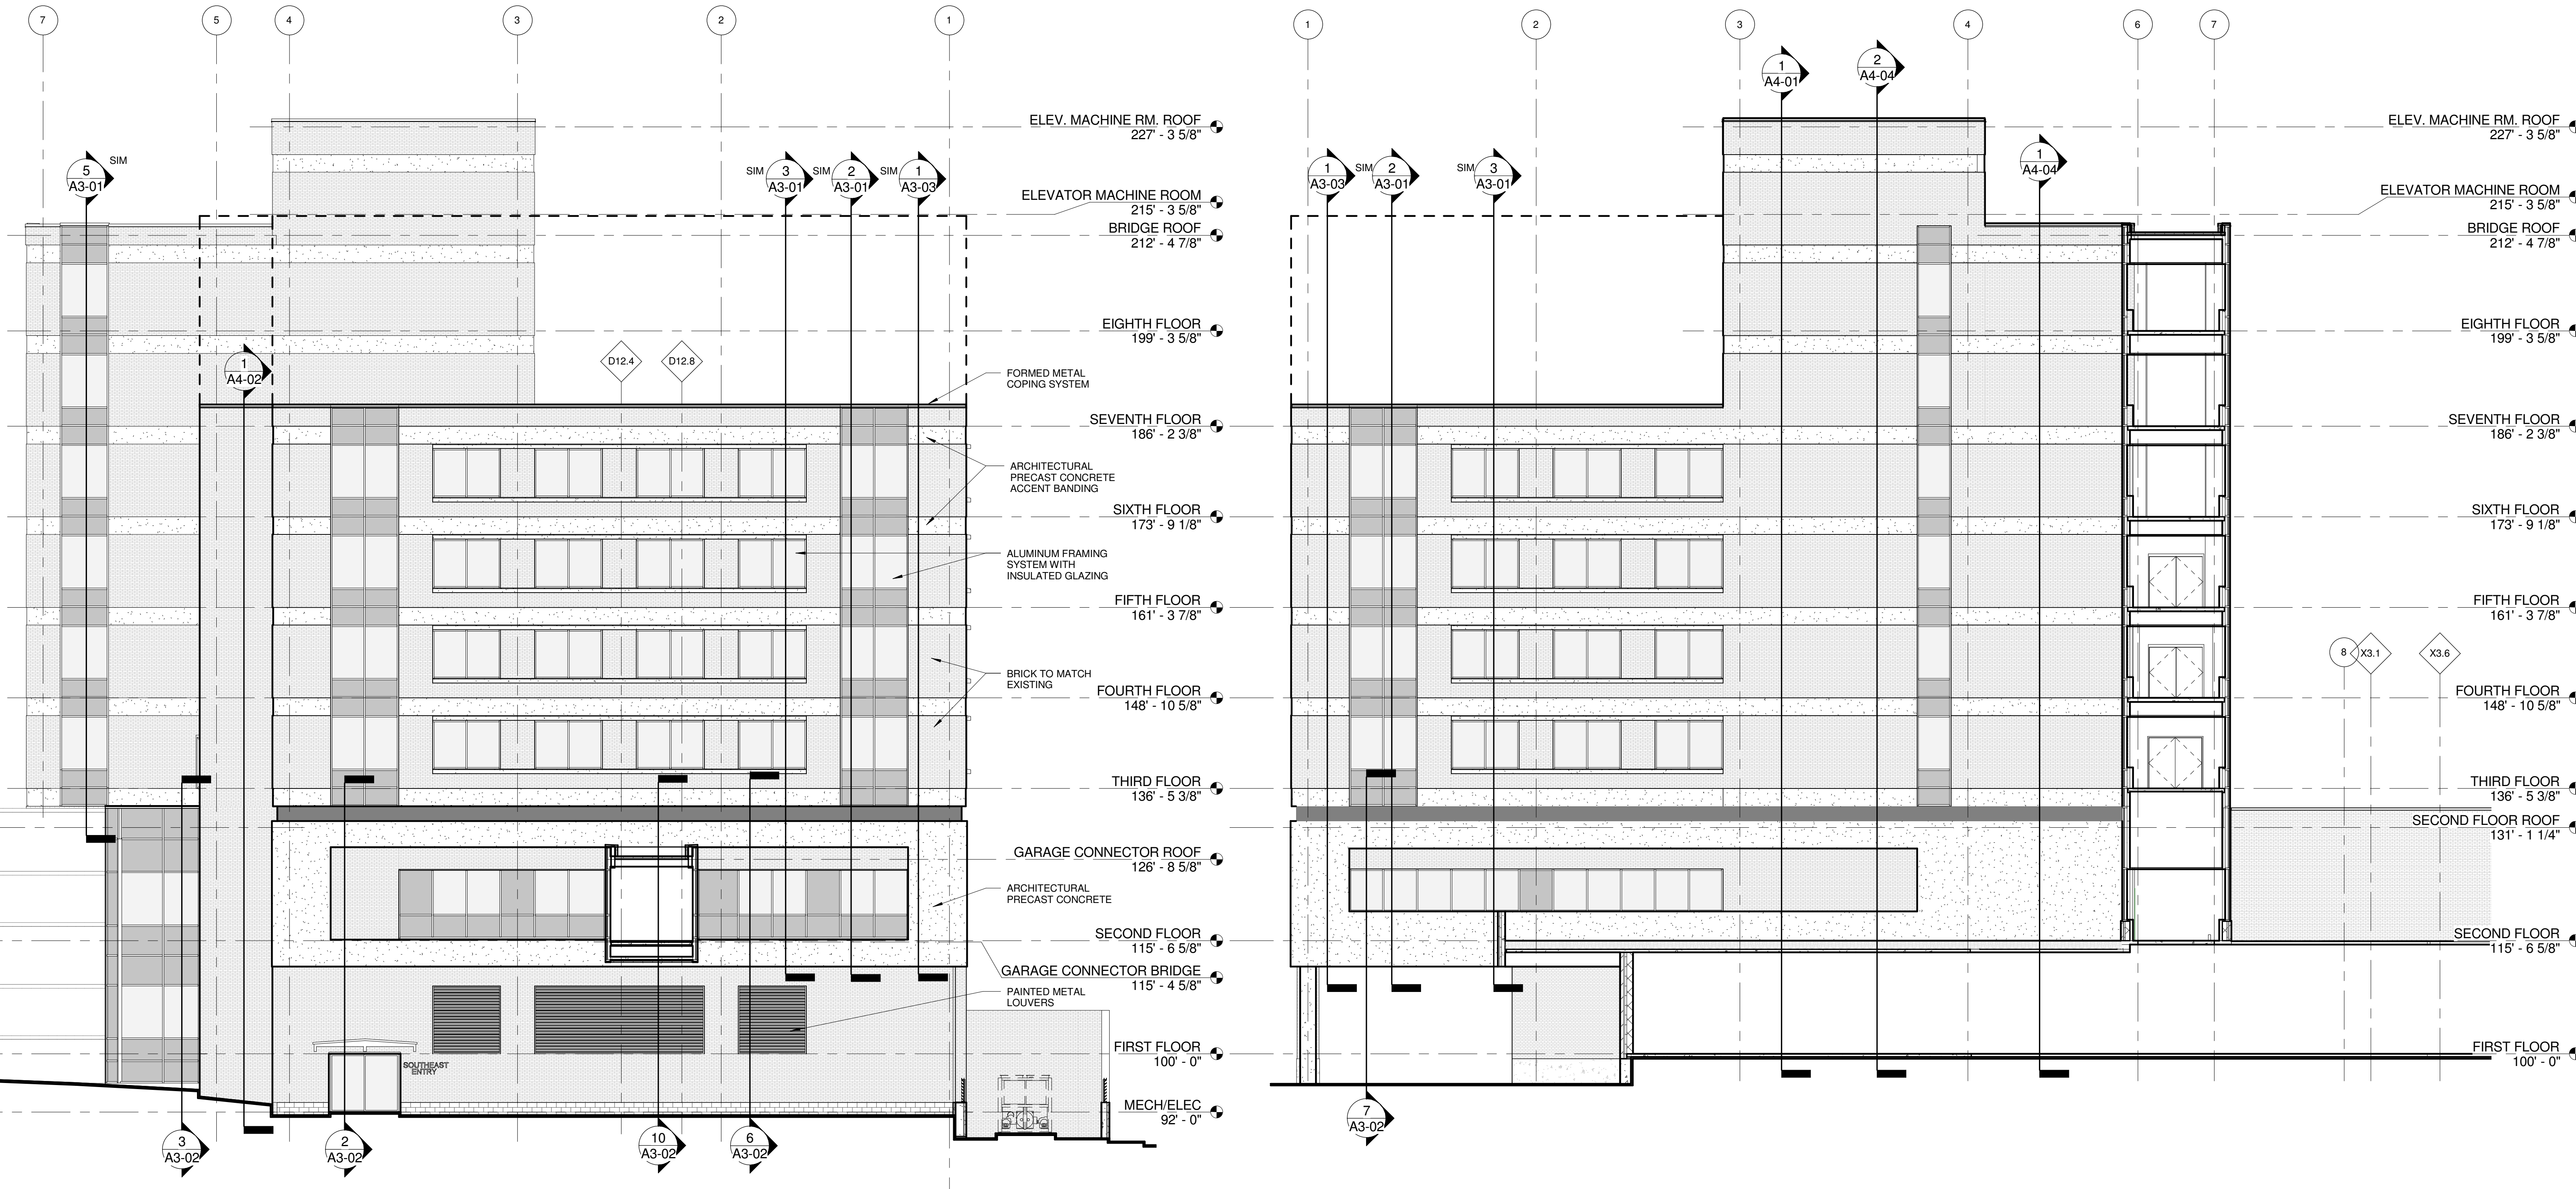 7
5
4
3
2
1
ELEV. MACHINE RM. ROOF
227' - 3 5/8"
5
A3-01
SIM
SIM
3
A3-01
SIM
2
A3-01
SIM
1
A3-03
ELEVATOR MACHINE ROOM
215' - 3 5/8"
BRIDGE ROOF
212' - 4 7/8"
EIGHTH FLOOR
199' - 3 5/8"
1
A4-02
D12.4
D12.8
FORMED METAL
COPING SYSTEM
SEVENTH FLOOR
186' - 2 3/8"
ARCHITECTURAL
PRECAST CONCRETE
ACCENT BANDING
SIXTH FLOOR
173' - 9 1/8"
ALUMINUM FRAMING
SYSTEM WITH
INSULATED GLAZING
FIFTH FLOOR
161' - 3 7/8"
BRICK TO MATCH
EXISTING
FOURTH FLOOR
148' - 10 5/8"
THIRD FLOOR
136' - 5 3/8"
GARAGE CONNECTOR ROOF
126' - 8 5/8"
ARCHITECTURAL
PRECAST CONCRETE
SECOND FLOOR
115' - 6 5/8"
GARAGE CONNECTOR BRIDGE
115' - 4 5/8"
PAINTED METAL
LOUVERS
FIRST FLOOR
100' - 0"
SOUTHEAST
ENTRY
MECH/ELEC
92' - 0"
3
A3-02
2
A3-02
10
A3-02
6
A3-02
1
2
3
4
6
7
1
A4-01
2
A4-04
ELEV. MACHINE RM. ROOF
227' - 3 5/8"
1
A4-04
1
A3-03
SIM
2
A3-01
SIM
3
A3-01
ELEVATOR MACHINE ROOM
215' - 3 5/8"
BRIDGE ROOF
212' - 4 7/8"
EIGHTH FLOOR
199' - 3 5/8"
SEVENTH FLOOR
186' - 2 3/8"
SIXTH FLOOR
173' - 9 1/8"
FIFTH FLOOR
161' - 3 7/8"
8
X3.1
X3.6
FOURTH FLOOR
148' - 10 5/8"
THIRD FLOOR
136' - 5 3/8"
SECOND FLOOR ROOF
131' - 1 1/4"
SECOND FLOOR
115' - 6 5/8"
FIRST FLOOR
100' - 0"
7
A3-02